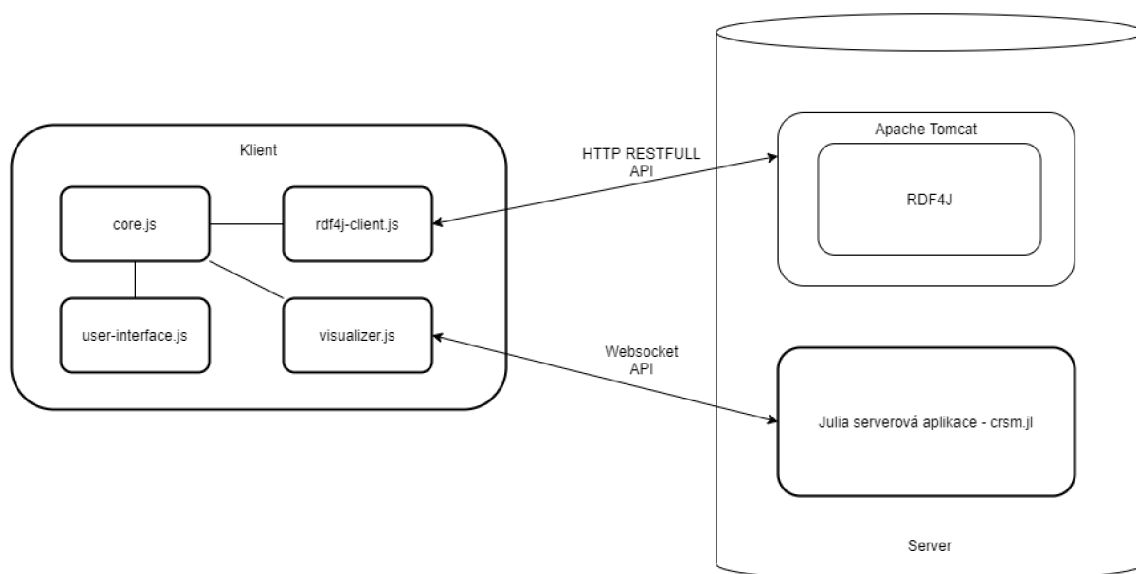 Klient
core.js
rdf4j-client.js
user-interface.js
visualizer.js
HTTP RESTFULL
API
Websocket
API
Apache Tomcat
RDF4J
Julia serverová aplikace - crsm.jl
Server